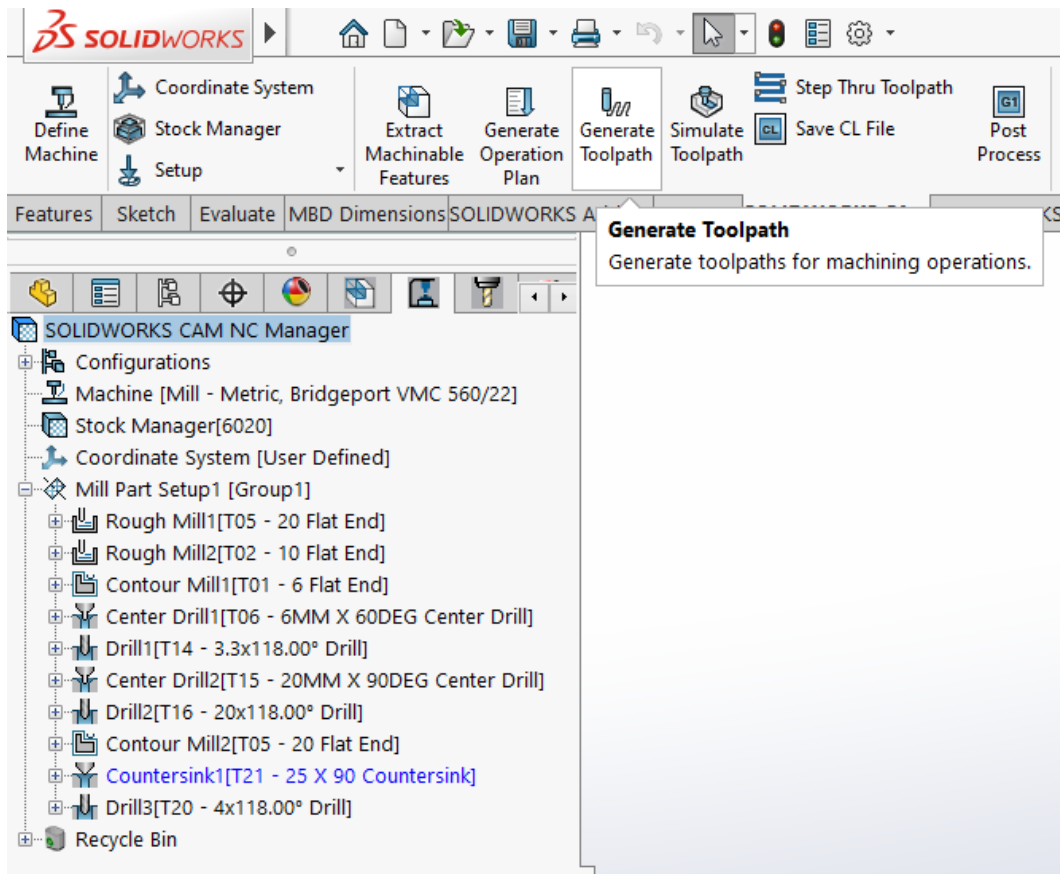 SOLIDWORKS
Define
Machine
Coordinate System
Stock Manager
Setup
Extract
Machinable
Features
Generate
Operation
Plan
Generate
Toolpath
Simulate
Toolpath
Step Thru Toolpath
CL Save CL File
G1
Post
Process
Features Sketch Evaluate MBD Dimensions SOLIDWORKS
Generate Toolpath
Generate toolpaths for machining operations.
SOLIDWORKS CAM NC Manager
Configurations
Machine [Mill - Metric, Bridgeport VMC 560/22]
Stock Manager[6020]
Coordinate System [User Defined]
Mill Part Setup1 [Group1]
Rough Mill1[T05 - 20 Flat End]
Rough Mill2[T02 - 10 Flat End]
Contour Mill1[T01 - 6 Flat End]
Center Drill1[T06 - 6MM X 60DEG Center Drill]
Drill1[T14 - 3.3x118.00° Drill]
Center Drill2[T15 - 20MM X 90DEG Center Drill]
Drill2[T16 - 20x118.00° Drill]
Contour Mill2[T05 - 20 Flat End]
Countersink1[T21 - 25 X 90 Countersink]
Drill3[T20 - 4x118.00° Drill]
Recycle Bin